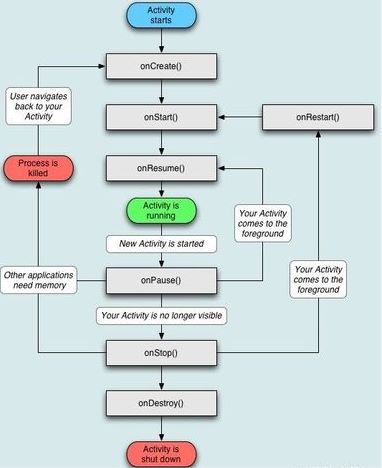 Activity
starts
onCreate()
User navigates
back to your
Activity
onStart()
onRestart()
onResume()
Process is
killed
Activity is
running
Your Activity
comes to the
foreground
New Activity is started
Other applications
need memory
onPause()
Your Activity
comes to the
foreground
Your Activity is no longer visible
onStop()
onDestroy()
Activity is
shut down